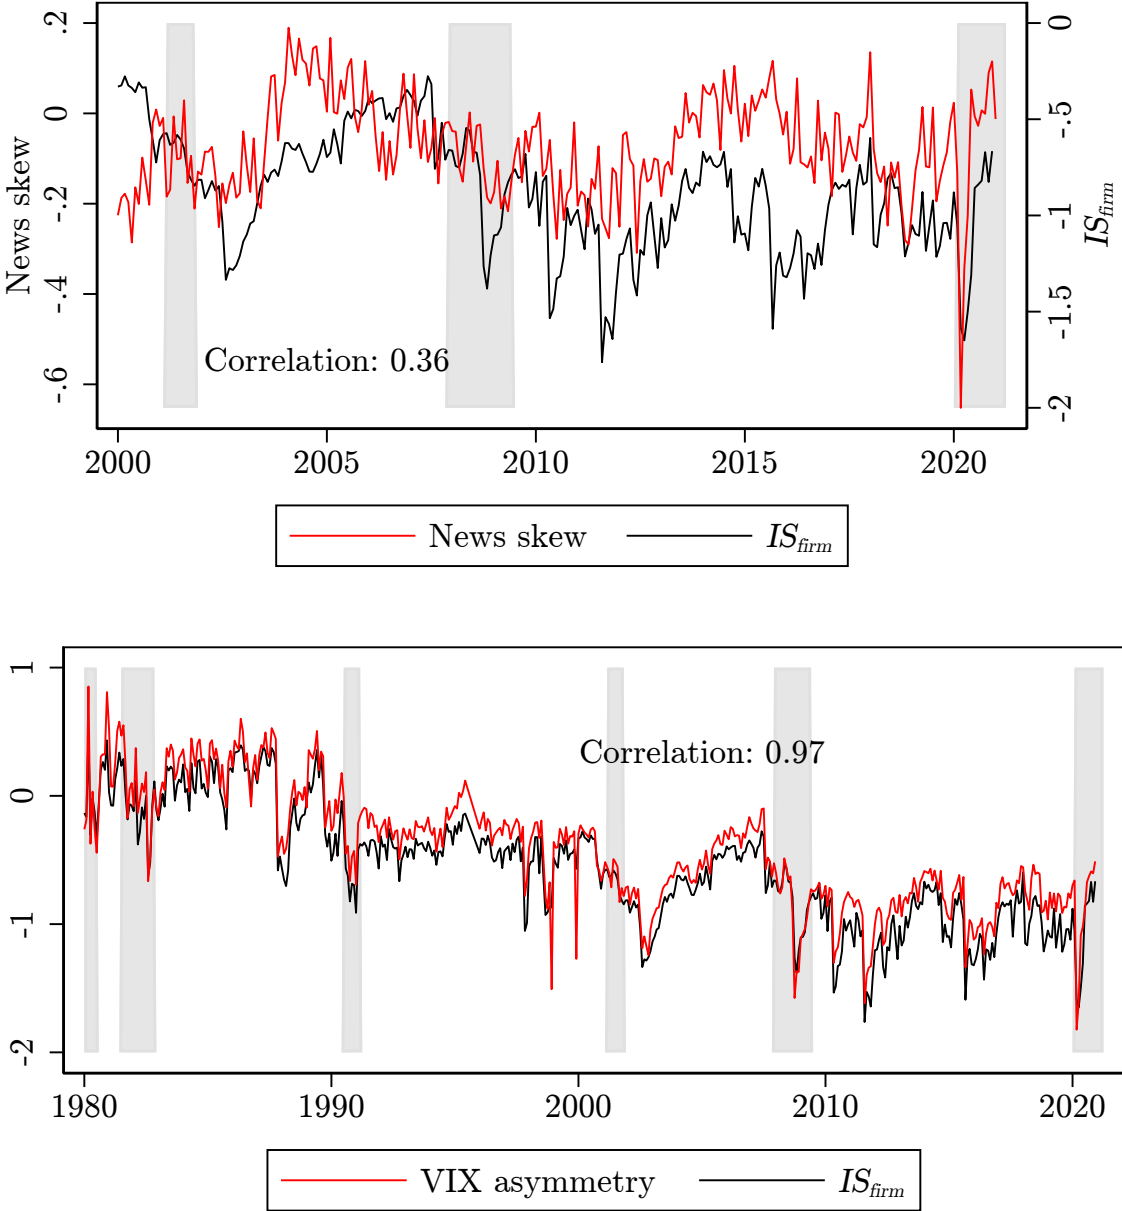 .2
0
-.2
-.4
-.6
News skew
0
-.5
-1
-1.5
-2
IS_firm
Correlation: 0.36
2000 2005 2010 2015 2020
News skew IS_firm
1
0
-1
-2
Correlation: 0.97
1980 1990 2000 2010 2020
VIX asymmetry IS_firm